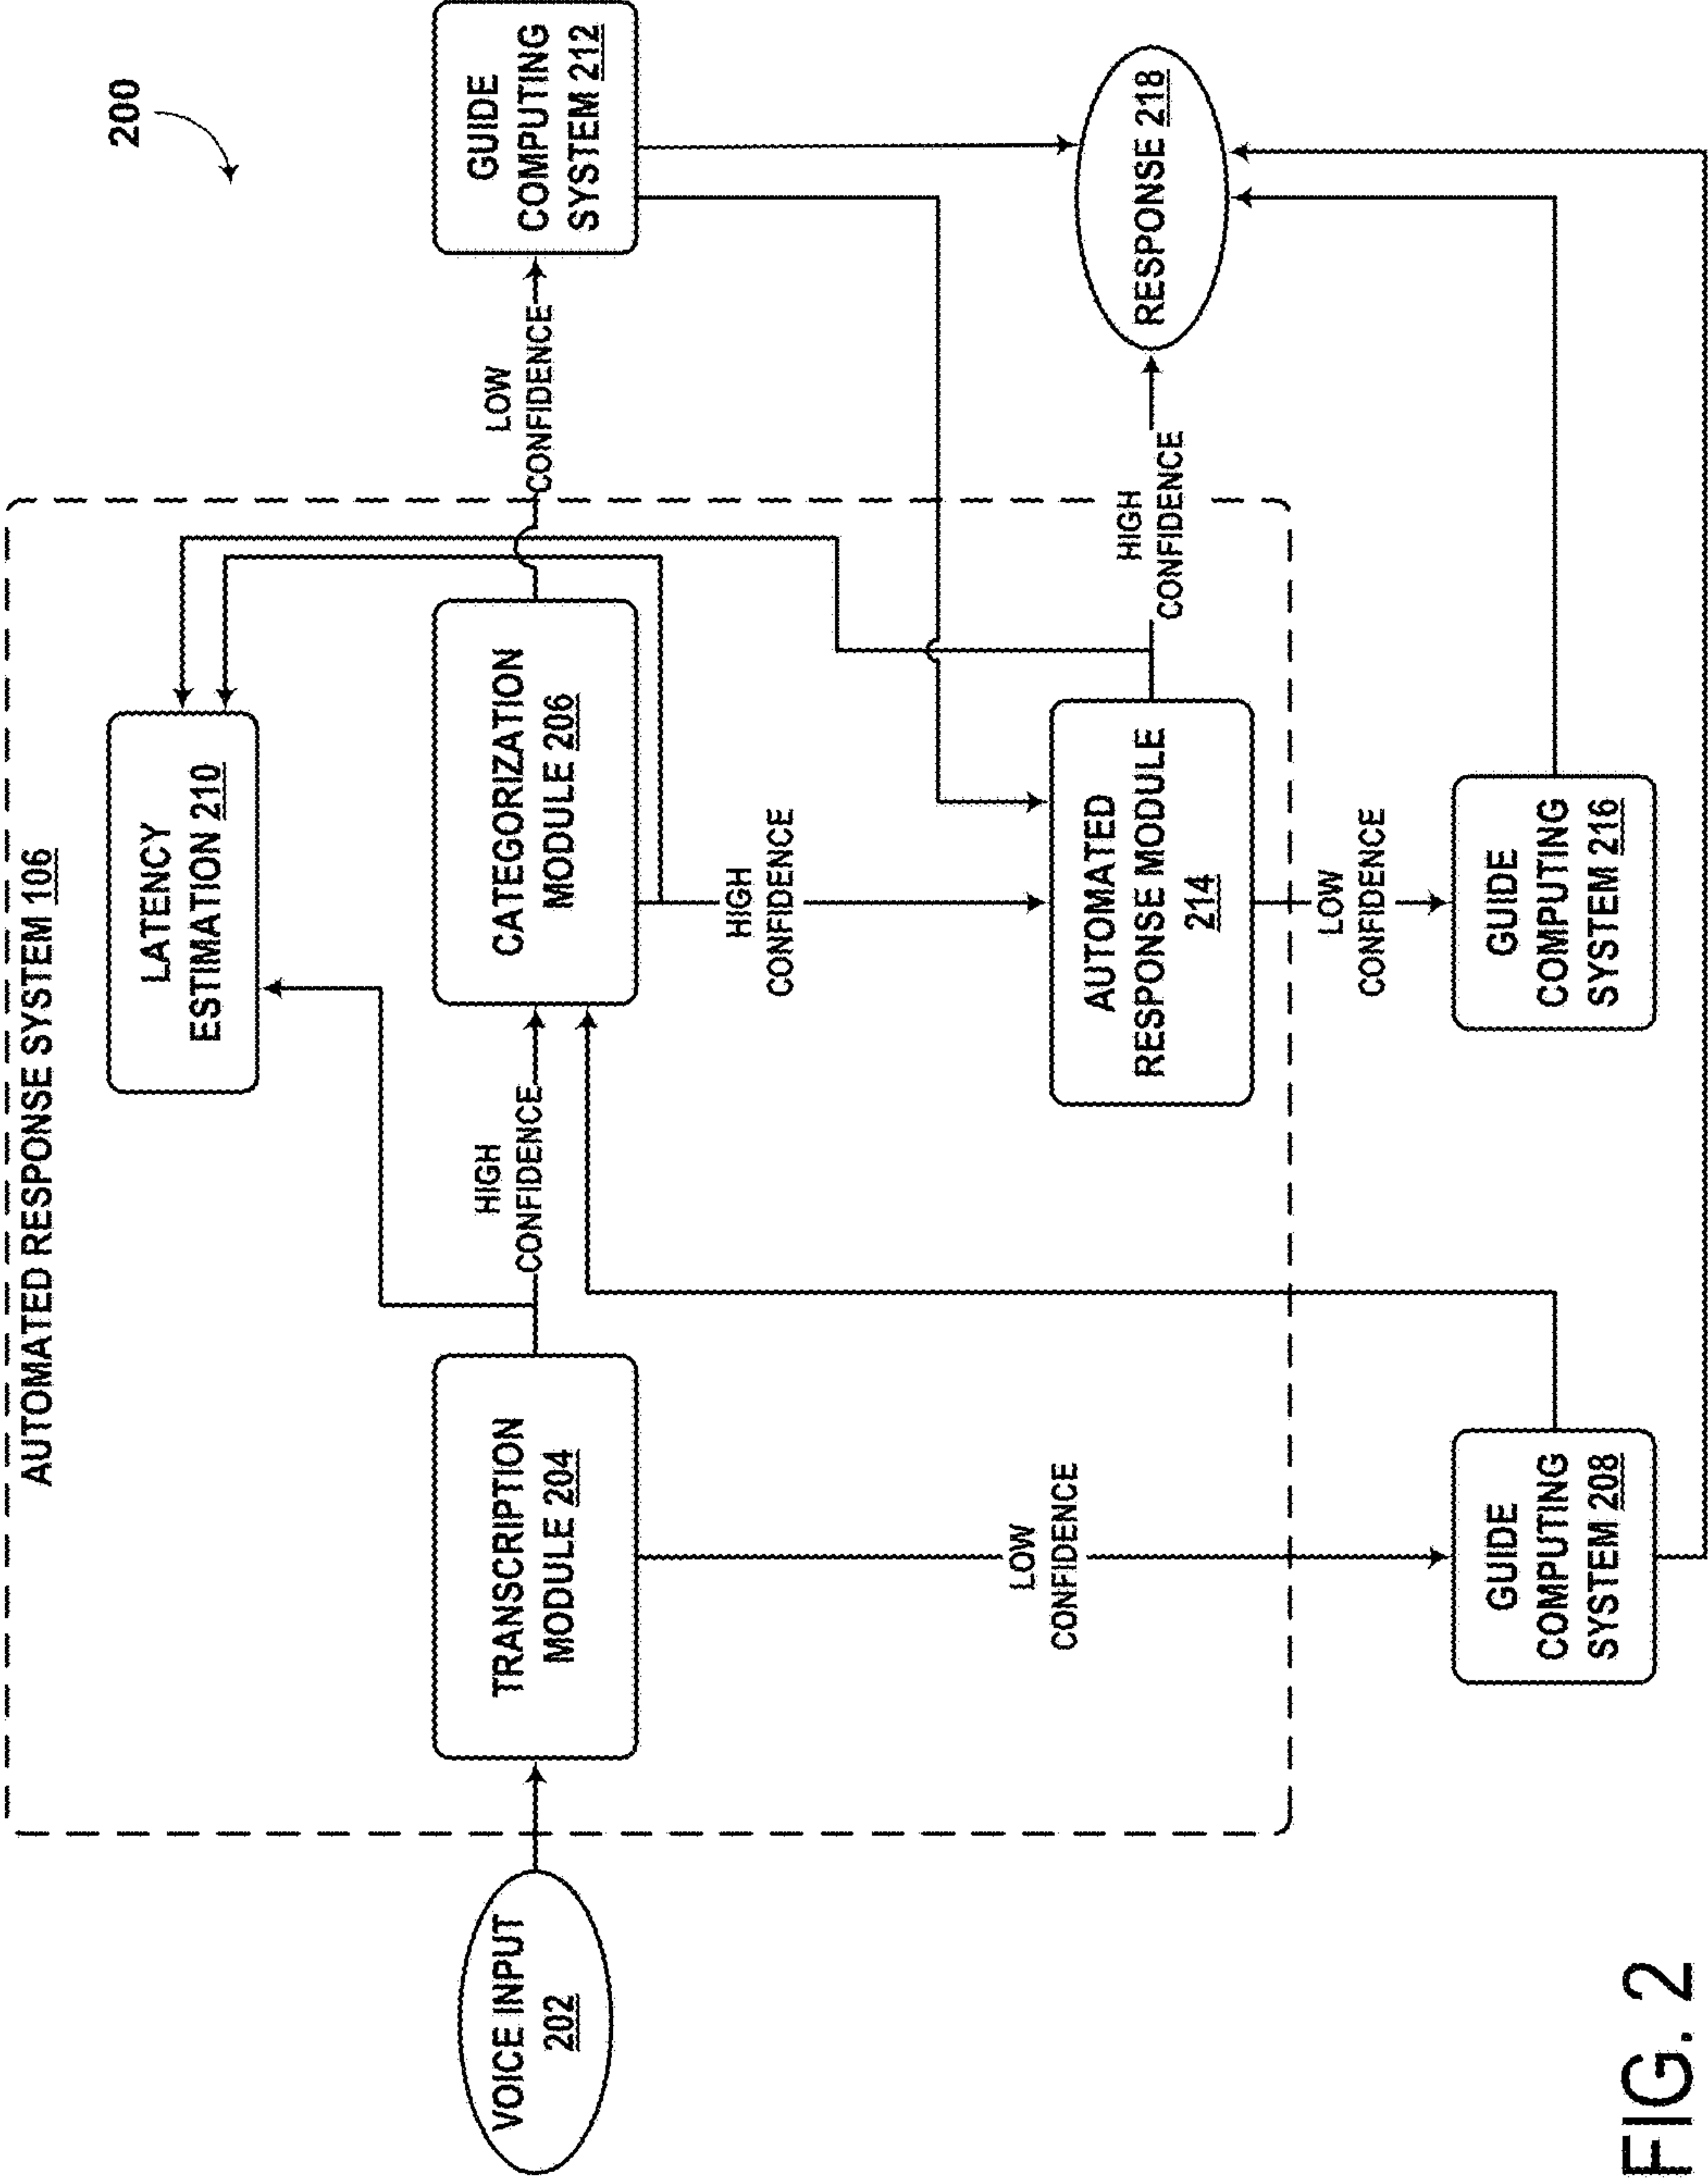 200
AUTOMATED RESPONSE SYSTEM 106
LATENCY
ESTIMATION 210
VOICE INPUT
202
TRANSCRIPTION
MODULE 204
HIGH
CONFIDENCE
CATEGORIZATION
MODULE 206
LOW
CONFIDENCE
GUIDE
COMPUTING
SYSTEM 212
HIGH
CONFIDENCE
LOW
CONFIDENCE
AUTOMATED
RESPONSE MODULE
214
HIGH
CONFIDENCE
RESPONSE 218
LOW
CONFIDENCE
GUIDE
COMPUTING
SYSTEM 208
GUIDE
COMPUTING
SYSTEM 216
FIG. 2